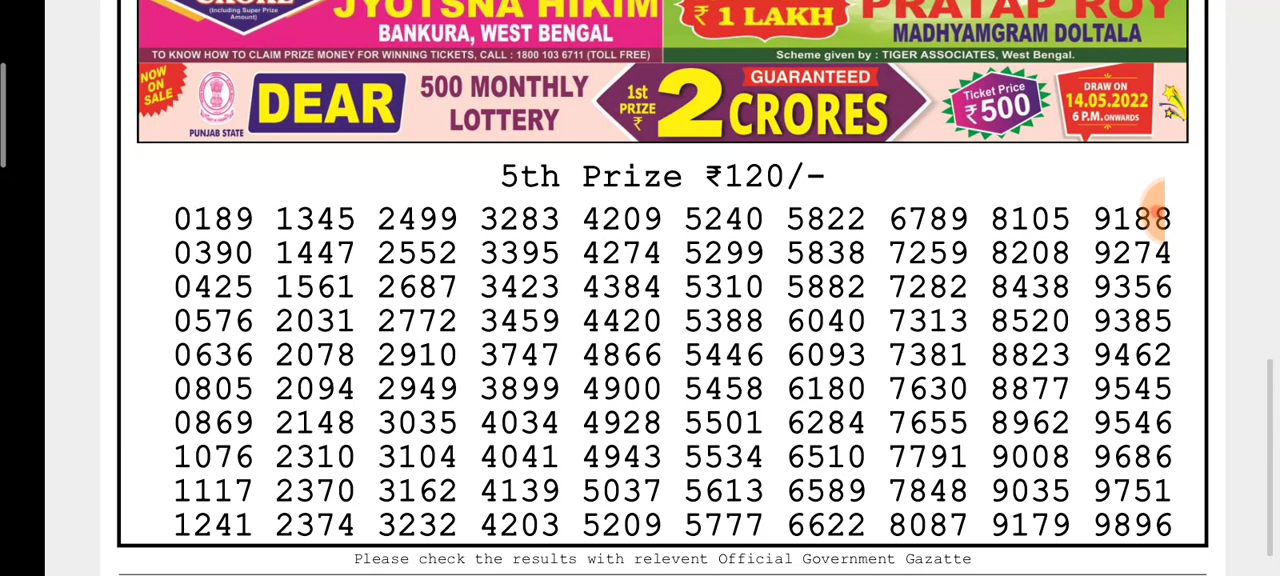 CRORE
(Including Super Prize
Amount)
JYOTSNA HIKIM
BANKURA, WEST BENGAL
₹ 1 LAKH
PRATAP ROY
MADHYAMGRAM DOLTALA
TO KNOW HOW TO CLAIM PRIZE MONEY FOR WINNING TICKETS, CALL : 1800 103 6711 (TOLL FREE)
Scheme given by : TIGER ASSOCIATES, West Bengal.
NOW
ON
SALE
PUNJAB STATE
DEAR
500 MONTHLY
LOTTERY
1st
PRIZE
₹
2
GUARANTEED
CRORES
Ticket Price
₹500
DRAW ON
14.05.2022
6 P.M. ONWARDS
5th Prize ₹120/-
0189 1345 2499 3283 4209 5240 5822 6789 8105 9188
0390 1447 2552 3395 4274 5299 5838 7259 8208 9274
0425 1561 2687 3423 4384 5310 5882 7282 8438 9356
0576 2031 2772 3459 4420 5388 6040 7313 8520 9385
0636 2078 2910 3747 4866 5446 6093 7381 8823 9462
0805 2094 2949 3899 4900 5458 6180 7630 8877 9545
0869 2148 3035 4034 4928 5501 6284 7655 8962 9546
1076 2310 3104 4041 4943 5534 6510 7791 9008 9686
1117 2370 3162 4139 5037 5613 6589 7848 9035 9751
1241 2374 3232 4203 5209 5777 6622 8087 9179 9896
Please check the results with relevent Official Government Gazatte